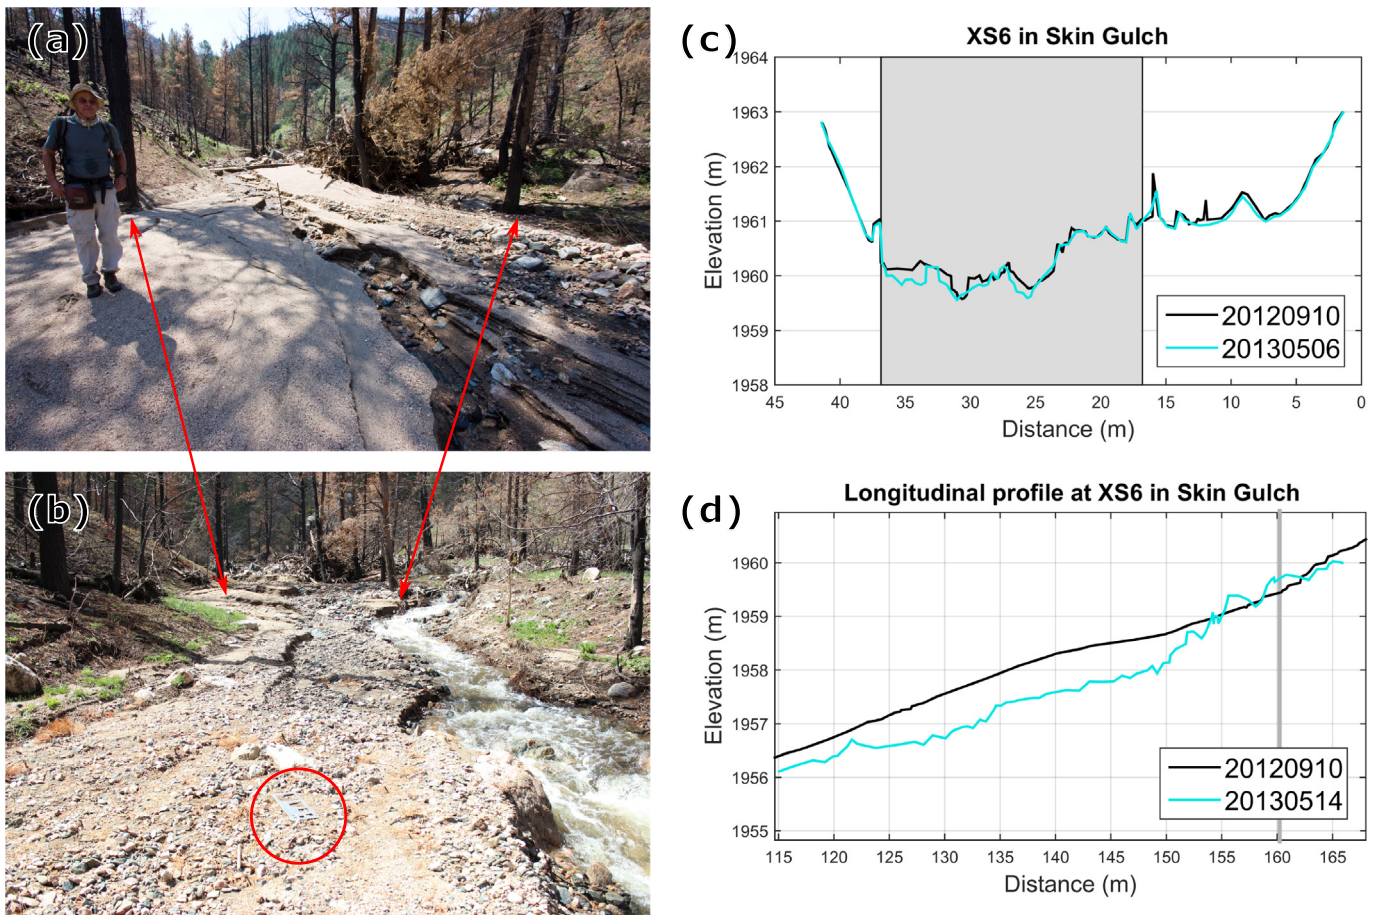 (a)
(b)
(c)
XS6 in Skin Gulch
1964
1963
1962
1961
1960
1959
1958
Elevation (m)
20120910
20130506
45 40 35 30 25 20 15 10 5 0
Distance (m)
(d)
Longitudinal profile at XS6 in Skin Gulch
1960
1959
1958
1957
1956
1955
Elevation (m)
20120910
20130514
115 120 125 130 135 140 145 150 155 160 165
Distance (m)